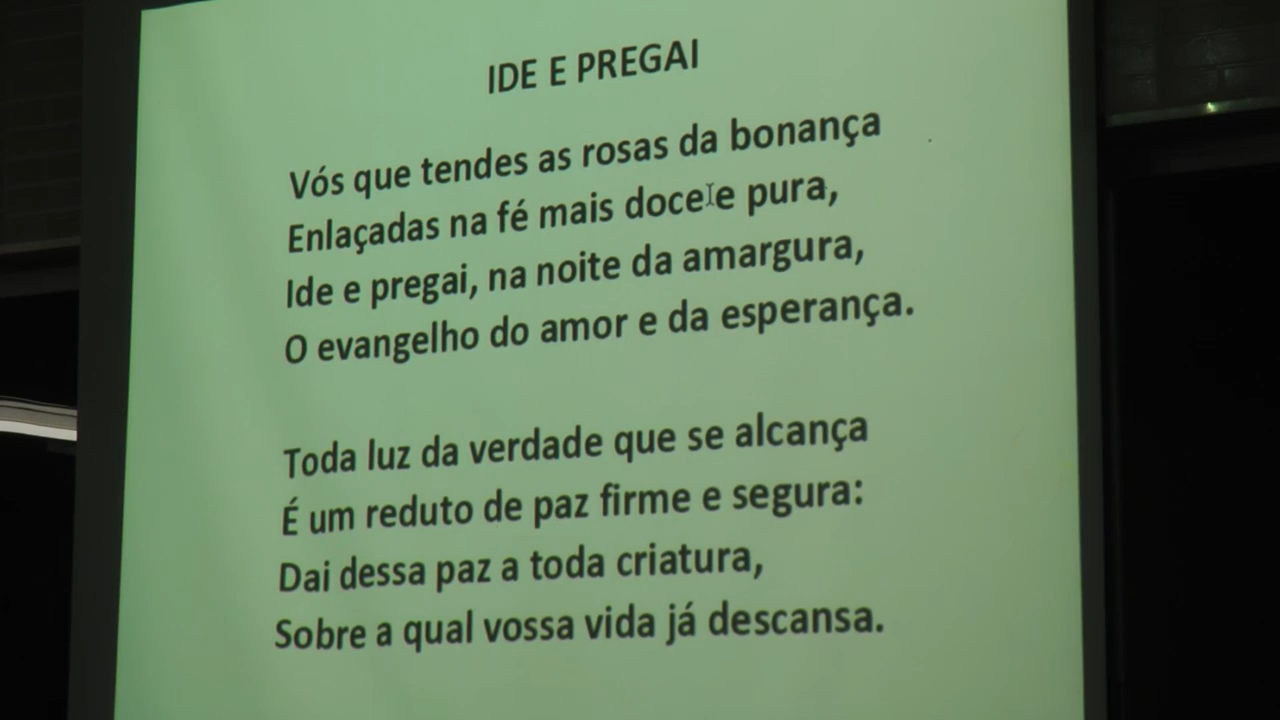 IDE E PREGAI
Vós que tendes as rosas da bonança
Enlaçadas na fé mais doce e pura,
Ide e pregai, na noite da amargura,
O evangelho do amor e da esperança.
Toda luz da verdade que se alcança
É um reduto de paz firme e segura:
Dai dessa paz a toda criatura,
Sobre a qual vossa vida já descansa.